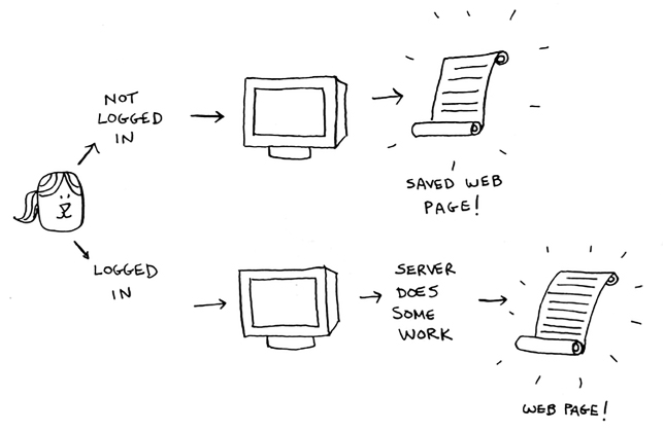 NOT
LOGGED
IN
SAVED WEB
PAGE!
LOGGED
IN
SERVER
DOES
SOME
WORK
WEB PAGE!